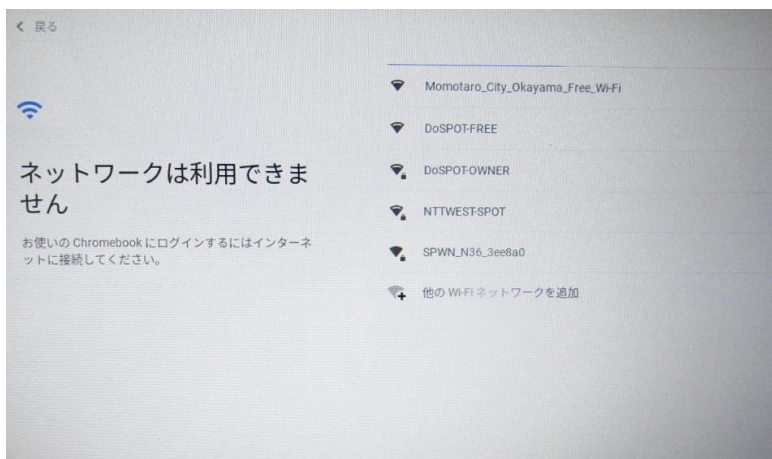 戻る
ネットワークは利用できま
せん
お使いの Chromebook にログインするにはインターネ
ットに接続してください。
Momotaro_City_Okayama_Free_Wi-Fi
DoSPOT-FREE
DoSPOT-OWNER
NTTWEST-SPOT
SPWN_N36_3ee8a0
他の Wi-Fi ネットワークを追加